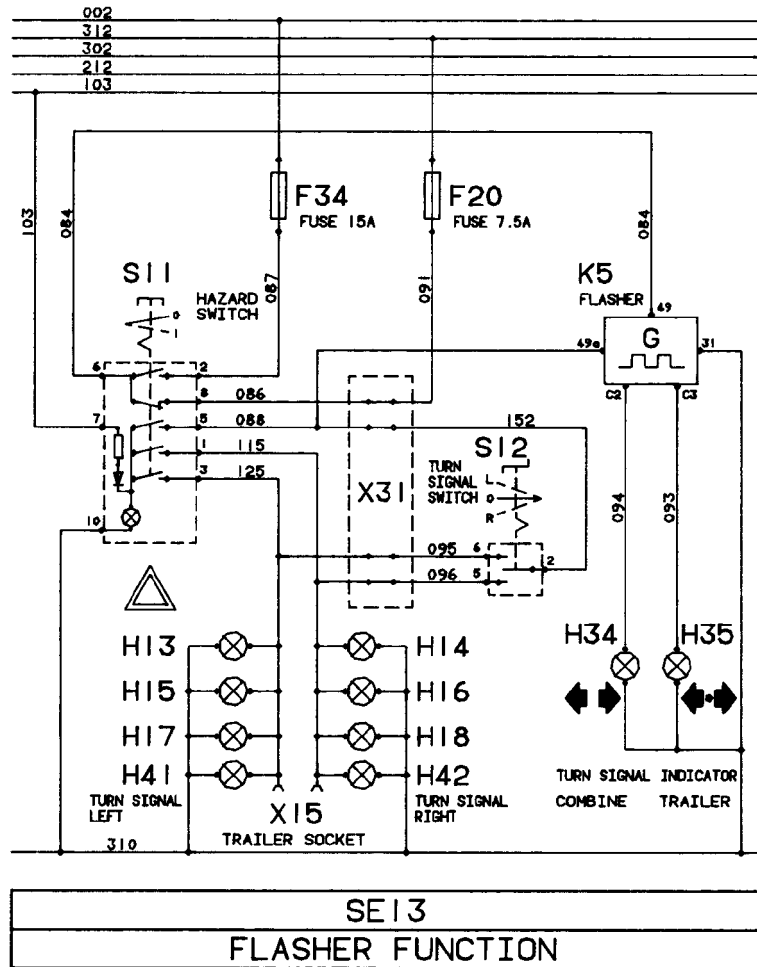 002
312
302
212
103
103
084
F34
FUSE 15A
F20
FUSE 7.5A
084
S11
HAZARD
SWITCH
O
I
087
091
K5
FLASHER
49
49a
G
31
C2
C3
6
2
8
086
7
5
088
152
1
115
3
125
10
X31
S12
TURN
SIGNAL
SWITCH
L
O
R
095
6
2
096
5
094
093
H13
H14
H34
H35
H15
H16
H17
H18
H41
H42
TURN SIGNAL
LEFT
X15
TRAILER SOCKET
TURN SIGNAL
RIGHT
TURN SIGNAL INDICATOR
COMBINE TRAILER
310
SE13
FLASHER FUNCTION